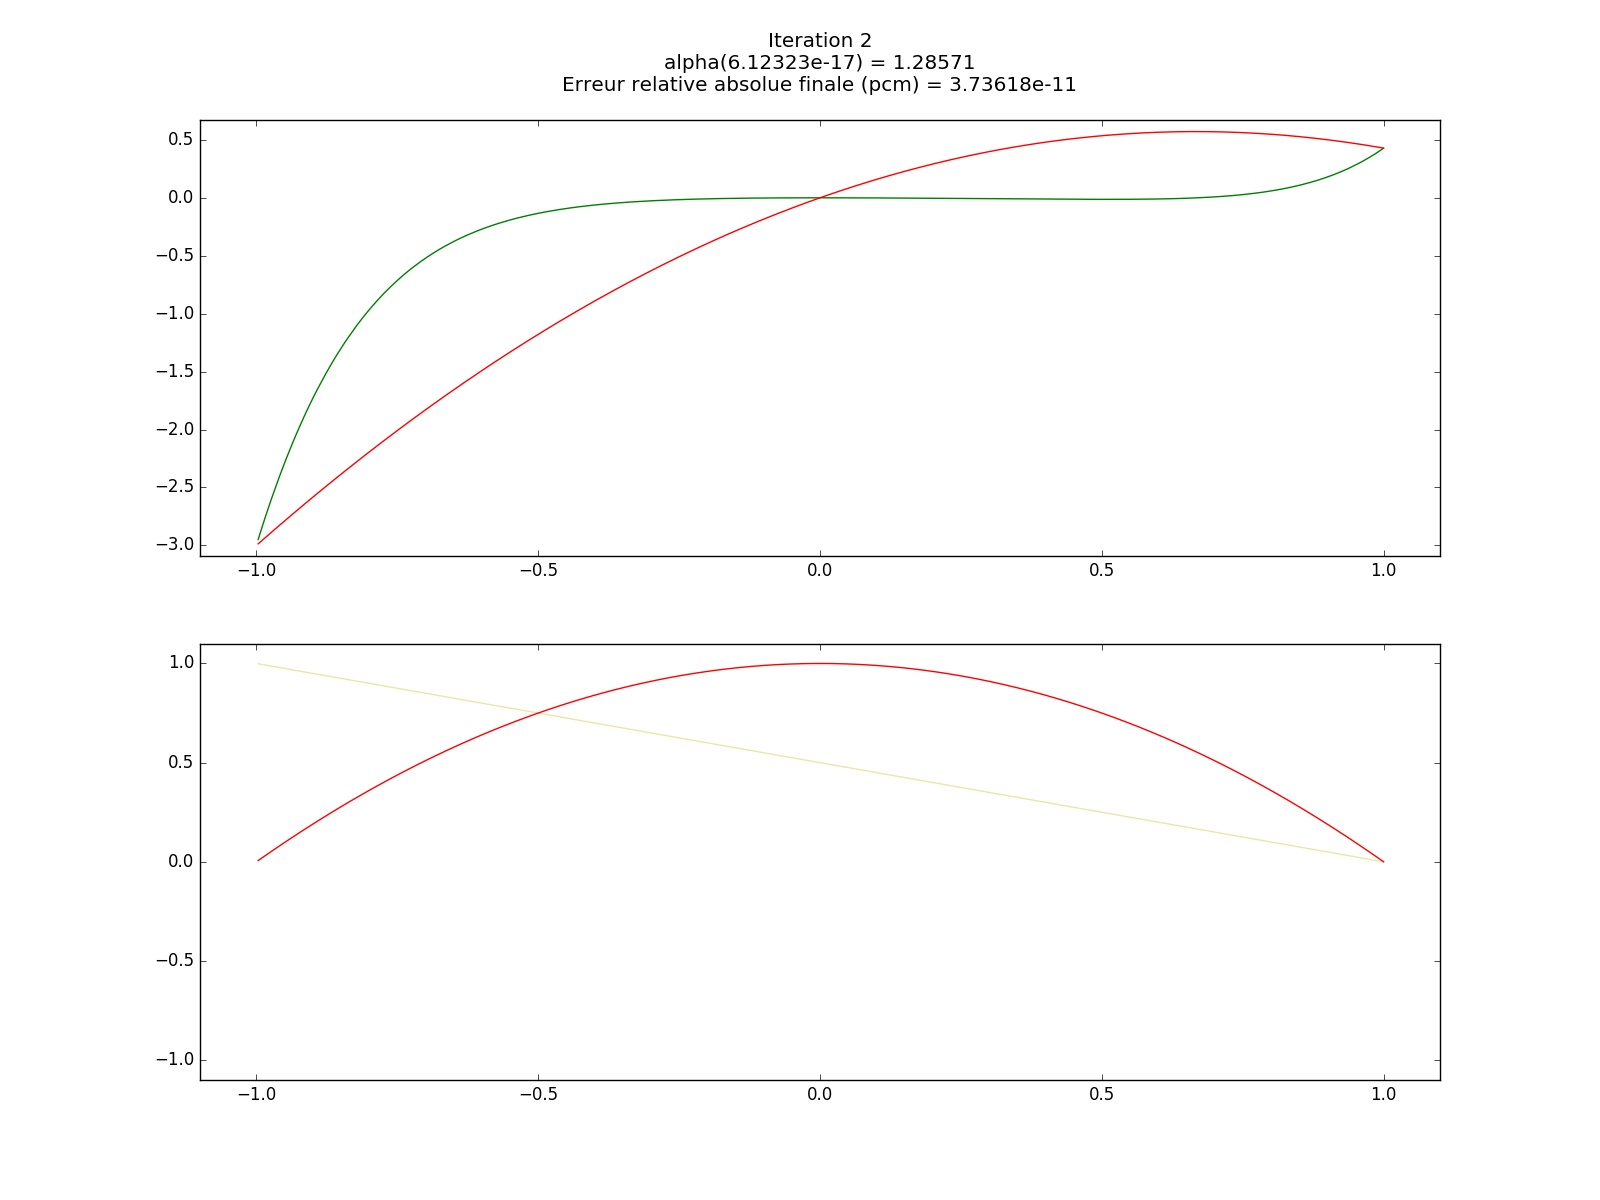 Iteration 2
alpha(6.12323e-17) = 1.28571
Erreur relative absolue finale (pcm) = 3.73618e-11
0.5
0.0
−0.5
−1.0
−1.5
−2.0
−2.5
−3.0
−1.0 −0.5 0.0 0.5 1.0
1.0
0.5
0.0
−0.5
−1.0
−1.0 −0.5 0.0 0.5 1.0